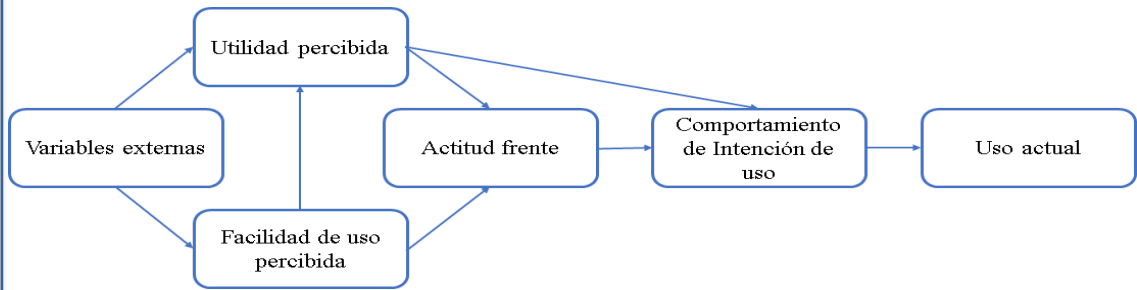 Utilidad percibida
Variables externas
Actitud frente
Comportamiento
de Intención de
uso
Uso actual
Facilidad de uso
percibida